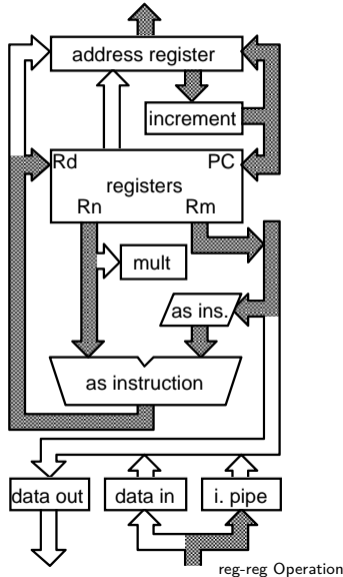 address register
increment
Rd PC
registers
Rn Rm
mult
as ins.
as instruction
data out data in i. pipe
reg-reg Operation